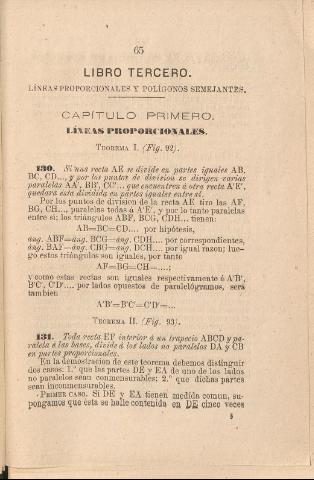 65
LIBRO TERCERO.
LÍNEAS PROPORCIONALES Y POLÍGONOS SEMEJANTES.
CAPÍTULO PRIMERO.
LÍNEAS PROPORCIONALES.
TEOREMA I. (Fig. 92).
130. Si una recta AE se divide en partes iguales AB,
BC, CD..., y por los puntos de division se dirigen varias
paralelas AA', BB', CC'... que encuentren á otra recta A'E',
quedará ésta dividida en partes iguales entre sí.
Por los puntos de division de la recta AE tiro las AF,
BG, CH..., paralelas todas á A'E', y por lo tanto paralelas
entre sí; los triángulos ABF, BCG, CDH... tienen:
AB=BC=CD.... por hipótesis,
áng. ABF=áng. BCG=áng. CDH.... por correspondientes,
áng. BAF=áng. CBG=áng. DCH.... por igual razon; lue-
go estos triángulos son iguales, por tanto
AF=BG=CH=....;
y como estas rectas son iguales respectivamente á A'B',
B'C', C'D'.... por lados opuestos de paralelógramos, será
tambien
A'B'=B'C'=C'D'=...
TEOREMA II. (Fig. 93).
131. Toda recta EF interior á un trapecio ABCD y pa-
ralela á las bases, divide á los lados no paralelos DA y CB
en partes proporcionales.
En la demostracion de este teorema debemos distinguir
dos casos: 1.º que las partes DE y EA de uno de los lados
no paralelos sean conmensurables; 2.º que dichas partes
sean inconmensurables.
PRIMER CASO. Si DE y EA tienen medida comun, su-
pongamos que ésta se halle contenida en DE cinco veces
5